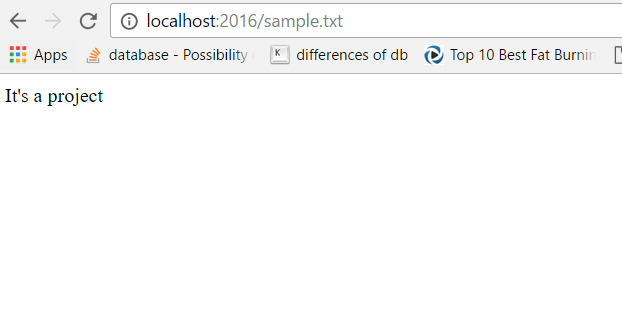 localhost:2016/sample.txt
Apps database - Possibility differences of db Top 10 Best Fat Burnin
It's a project